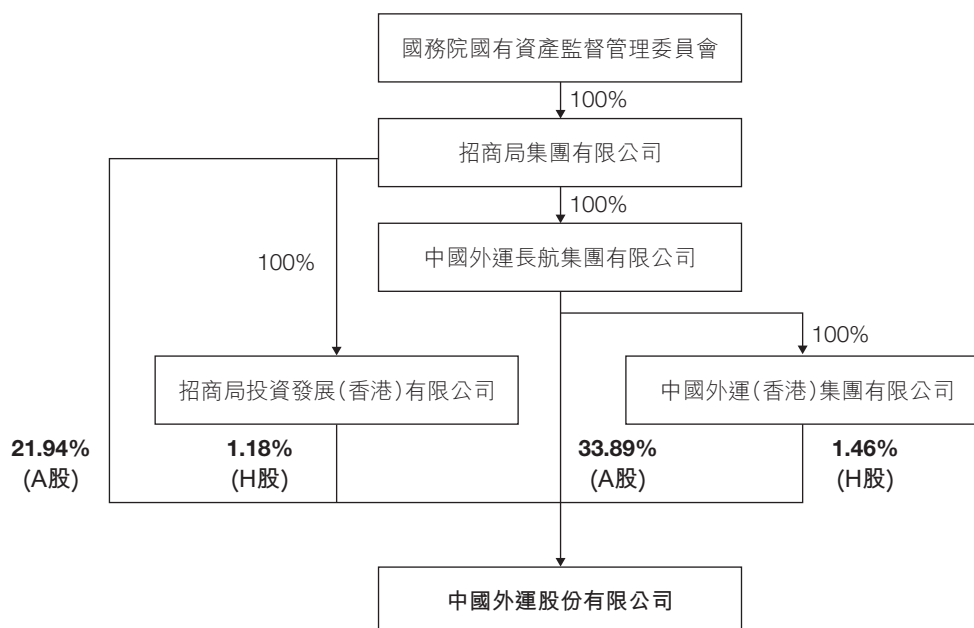 國務院國有資產監督管理委員會
100%
招商局集團有限公司
100%
中國外運長航集團有限公司
100%
100%
招商局投資發展(香港)有限公司
中國外運(香港)集團有限公司
21.94%
(A股)
1.18%
(H股)
33.89%
(A股)
1.46%
(H股)
中國外運股份有限公司